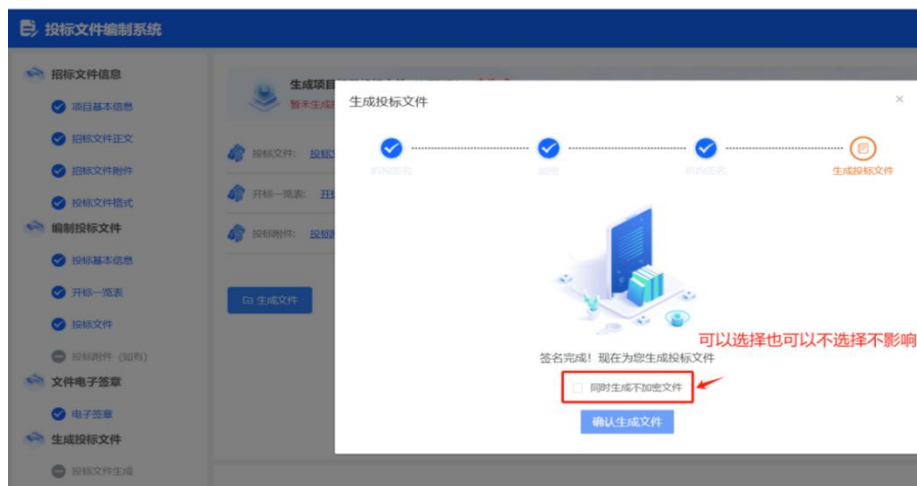 投标文件编制系统
招标文件信息
项目基本信息
招标文件正文
招标文件附件
投标文件格式
编制投标文件
投标基本信息
开标一览表
投标文件
投标附件（如有）
文件电子签章
电子签章
生成投标文件
投标文件生成
生成项目
暂未生成
投标文件：
开标一览表：
投标附件：
生成文件
生成投标文件
生成投标文件
可以选择也可以不选择不影响
签名完成！现在为您生成投标文件
同时生成不加密文件
确认生成文件